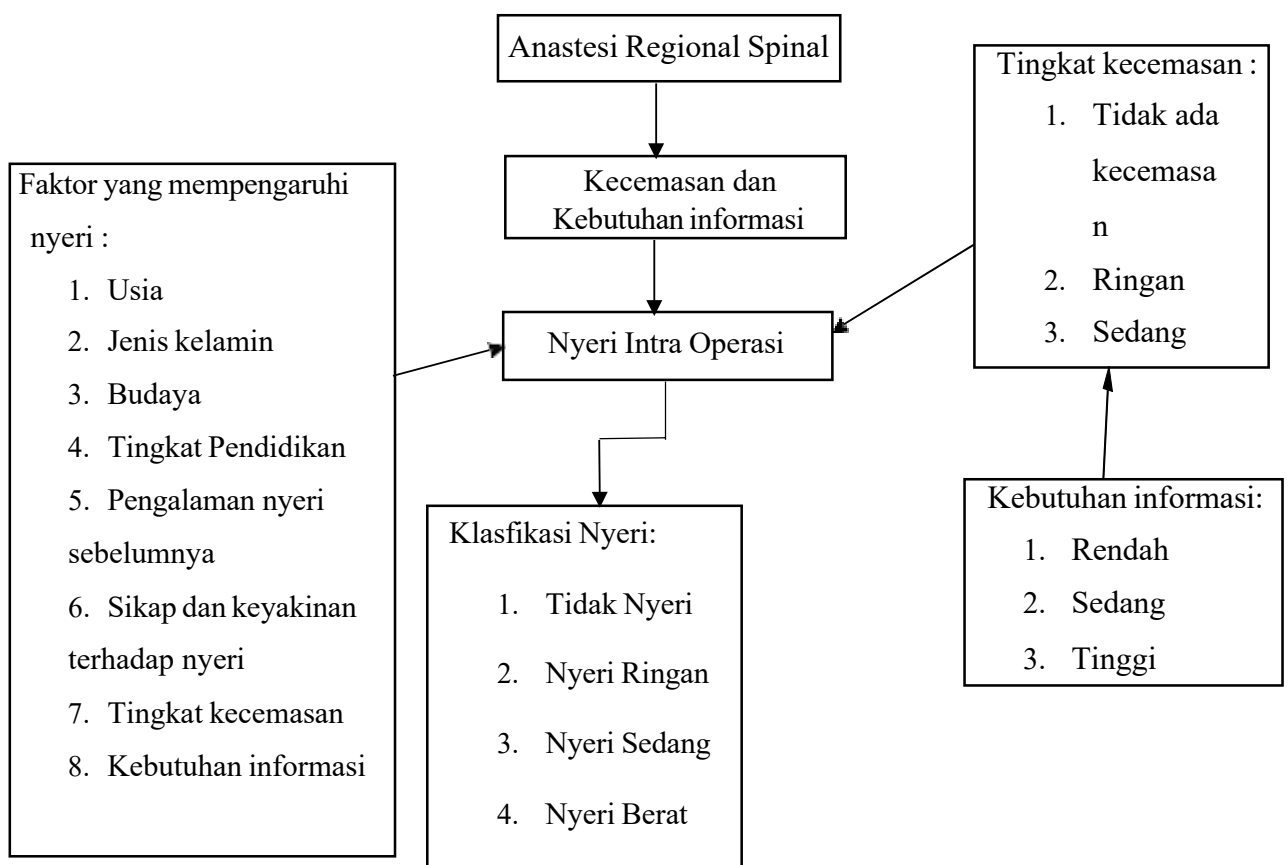 Anastesi Regional Spinal
Kecemasan dan
Kebutuhan informasi
Nyeri Intra Operasi
Faktor yang mempengaruhi
nyeri :
1. Usia
2. Jenis kelamin
3. Budaya
4. Tingkat Pendidikan
5. Pengalaman nyeri
sebelumnya
6. Sikap dan keyakinan
terhadap nyeri
7. Tingkat kecemasan
8. Kebutuhan informasi
Klasfikasi Nyeri:
1. Tidak Nyeri
2. Nyeri Ringan
3. Nyeri Sedang
4. Nyeri Berat
Tingkat kecemasan :
1. Tidak ada
kecemasa
n
2. Ringan
3. Sedang
Kebutuhan informasi:
1. Rendah
2. Sedang
3. Tinggi